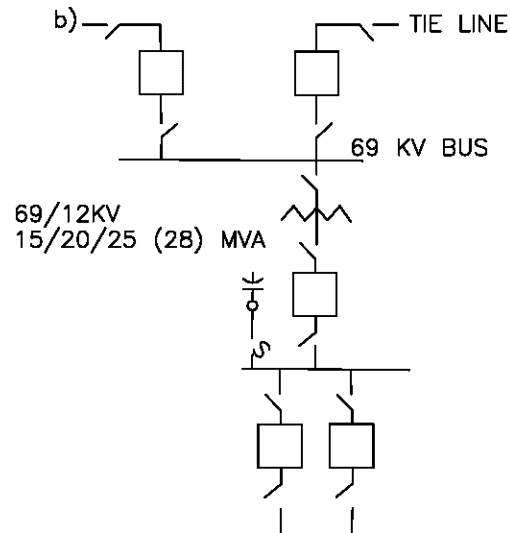 b)
TIE LINE
69 KV BUS
69/12KV
15/20/25 (28) MVA
S